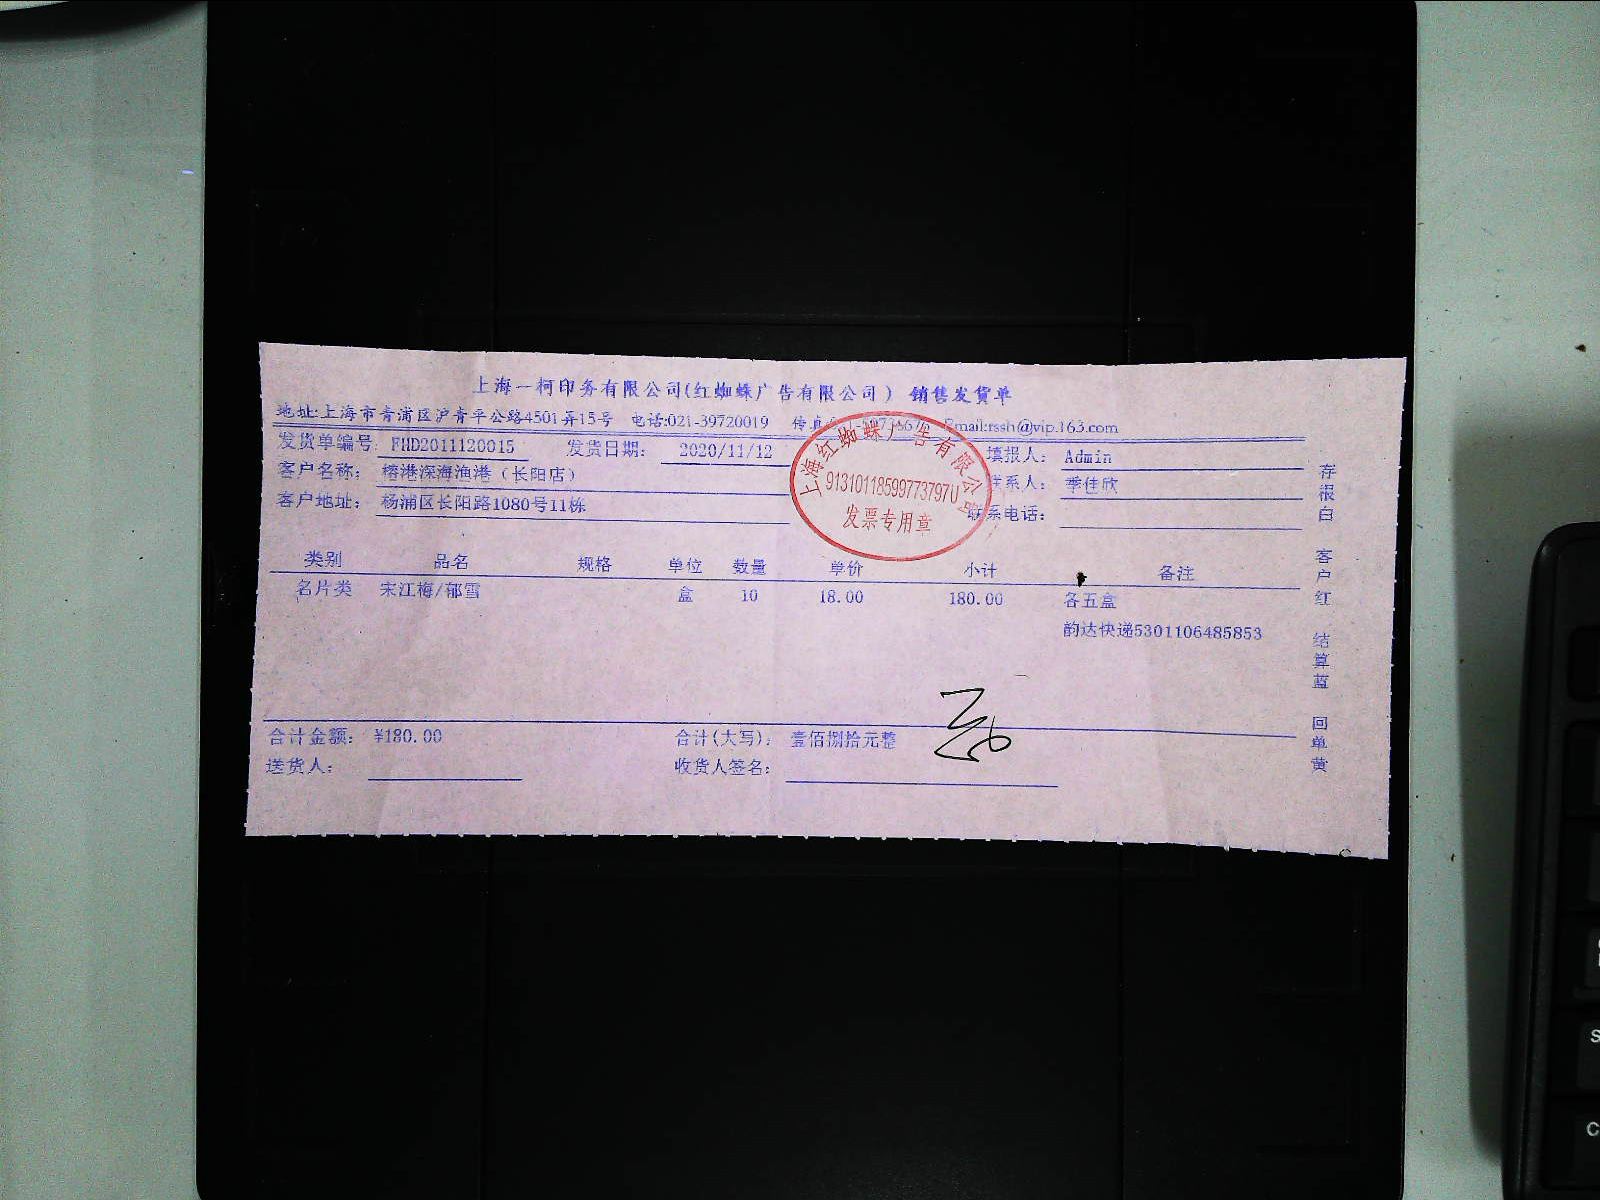 上海一柯印务有限公司(红蜘蛛广告有限公司) 销售发货单
地址:上海市青浦区沪青平公路4501弄15号 电话:021-39720019 传真 Email:rssh@vip.163.com
发货单编号: FHD2011120015 发货日期: 2020/11/12 填报人: Admin
客户名称: 椿港深海渔港(长阳店) 联系人: 季佳欣
客户地址: 杨浦区长阳路1080号11栋 联系电话:
上海红蜘蛛广告有限公司
91310118599773797U
发票专用章
类别 品名 规格 单位 数量 单价 小计 备注
名片类 宋江梅/郁雪 盒 10 18.00 180.00 各五盒
韵达快递5301106485853
合计金额: ¥180.00 合计(大写): 壹佰捌拾元整
送货人: 收货人签名:
存根白 客户红 结算蓝 回单黄